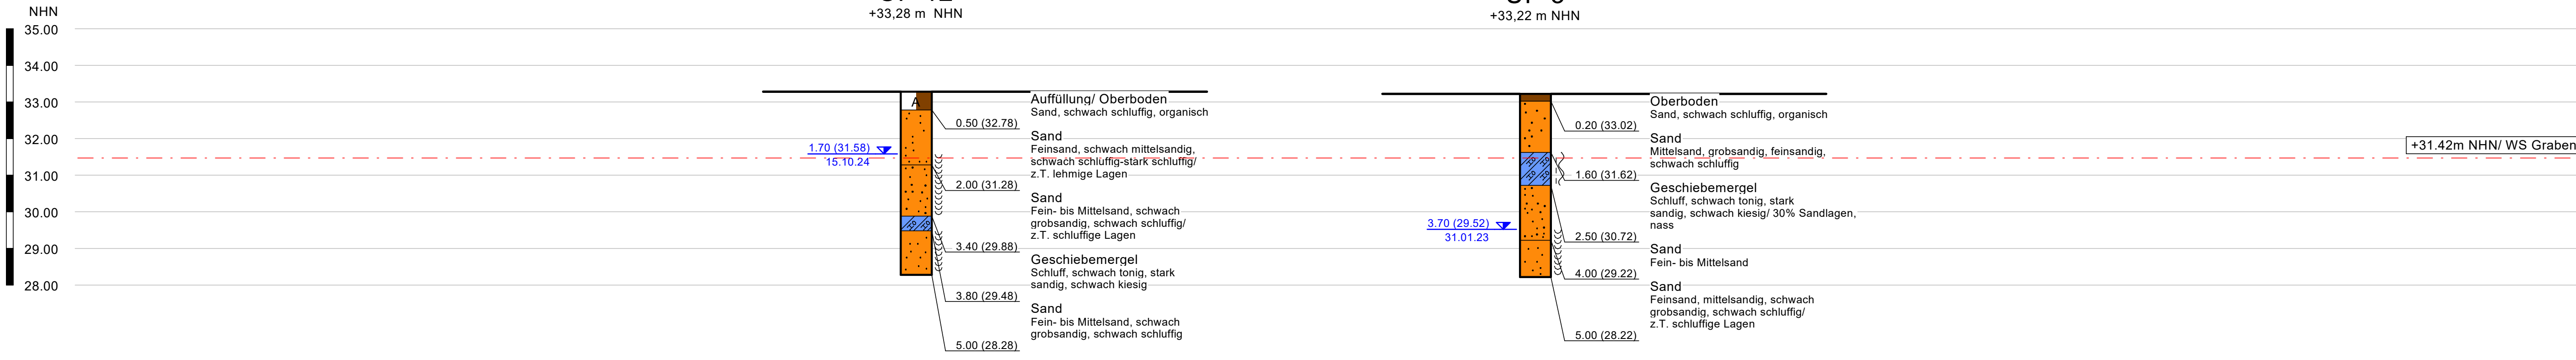 NHN
35.00
34.00
33.00
32.00
31.00
30.00
29.00
28.00
+33,28 m NHN
A
1.70 (31.58)
15.10.24
0.50 (32.78)
2.00 (31.28)
3.40 (29.88)
3.80 (29.48)
5.00 (28.28)
Auffüllung/ Oberboden
Sand, schwach schluffig, organisch
Sand
Feinsand, schwach mittelsandig,
schwach schluffig-stark schluffig/
z.T. lehmige Lagen
Sand
Fein- bis Mittelsand, schwach
grobsandig, schwach schluffig/
z.T. schluffige Lagen
Geschiebemergel
Schluff, schwach tonig, stark
sandig, schwach kiesig
Sand
Fein- bis Mittelsand, schwach
grobsandig, schwach schluffig
+33,22 m NHN
3.70 (29.52)
31.01.23
0.20 (33.02)
1.60 (31.62)
2.50 (30.72)
4.00 (29.22)
5.00 (28.22)
Oberboden
Sand, schwach schluffig, organisch
Sand
Mittelsand, grobsandig, feinsandig,
schwach schluffig
Geschiebemergel
Schluff, schwach tonig, stark
sandig, schwach kiesig/ 30% Sandlagen,
nass
Sand
Fein- bis Mittelsand
Sand
Feinsand, mittelsandig, schwach
grobsandig, schwach schluffig/
z.T. schluffige Lagen
+31.42m NHN/ WS Graben